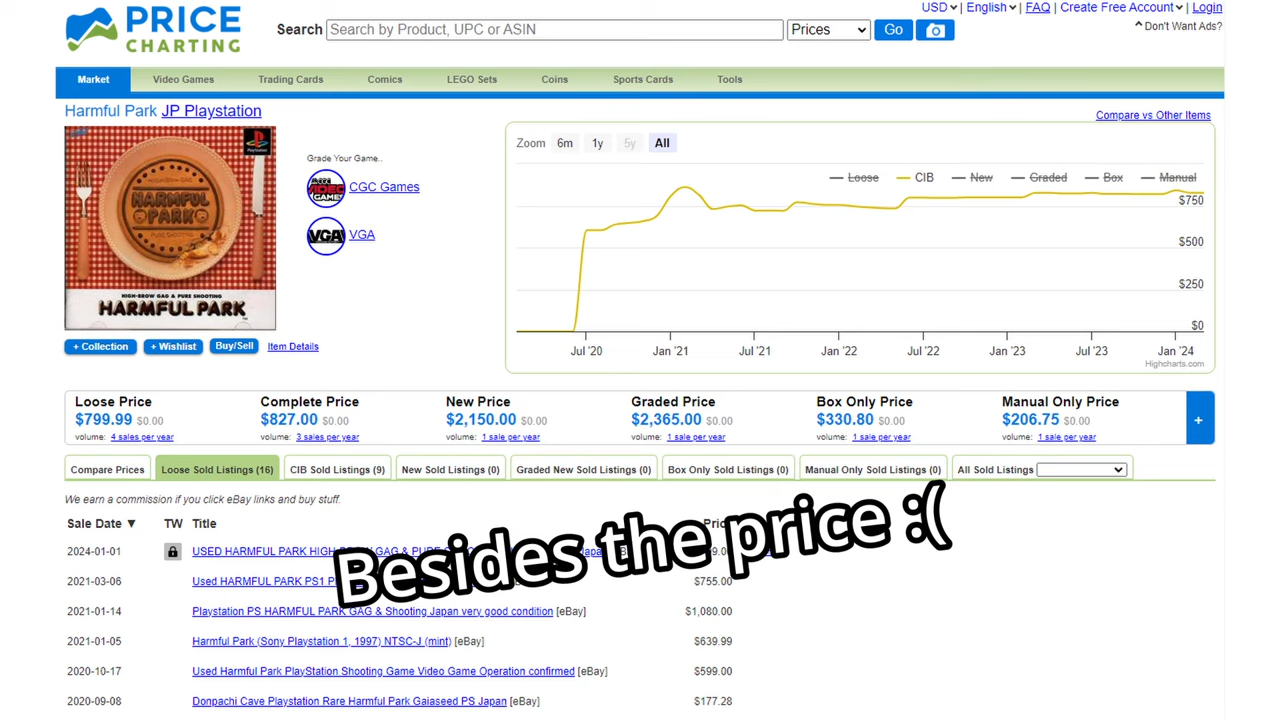 PRICE
CHARTING
Search Search by Product, UPC or ASIN Prices Go
USD English FAQ Create Free Account Login
Don't Want Ads?
Market Video Games Trading Cards Comics LEGO Sets Coins Sports Cards Tools
Harmful Park JP Playstation
Compare vs Other Items
PlayStation
HARMFUL
PARK
PURE SHOOTING
HIGH-BROW GAG & PURE SHOOTING
HARMFUL PARK
Grade Your Game..
VIDEO
GAME
CGC Games
VGA VGA
Zoom 6m 1y 5y All
Loose CIB New Graded Box Manual
$750
$500
$250
$0
Jul '20 Jan '21 Jul '21 Jan '22 Jul '22 Jan '23 Jul '23 Jan '24
Highcharts.com
+ Collection + Wishlist Buy/Sell Item Details
Loose Price Complete Price New Price Graded Price Box Only Price Manual Only Price
$799.99 $0.00 $827.00 $0.00 $2,150.00 $0.00 $2,365.00 $0.00 $330.80 $0.00 $206.75 $0.00 +
volume: 4 sales per year volume: 3 sales per year volume: 1 sale per year volume: 1 sale per year volume: 1 sale per year volume: 1 sale per year
Compare Prices Loose Sold Listings (16) CIB Sold Listings (9) New Sold Listings (0) Graded New Sold Listings (0) Box Only Sold Listings (0) Manual Only Sold Listings (0) All Sold Listings
We earn a commission if you click eBay links and buy stuff.
Sale Date ▼ TW Title
Besides the price :(
2024-01-01 USED HARMFUL PARK HIGH
2021-03-06 Used HARMFUL PARK PS1 $755.00
2021-01-14 Playstation PS HARMFUL PARK GAG & Shooting Japan very good condition [eBay] $1,080.00
2021-01-05 Harmful Park (Sony Playstation 1, 1997) NTSC-J (mint) [eBay] $639.99
2020-10-17 Used Harmful Park PlayStation Shooting Game Video Game Operation confirmed [eBay] $599.00
2020-09-08 Donpachi Cave Playstation Rare Harmful Park Gaiaseed PS Japan [eBay] $177.28